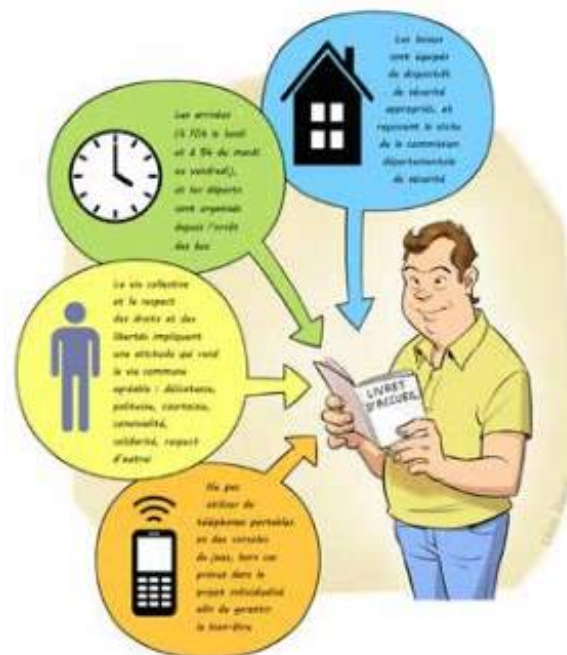 Les locaux
sont équipés
de dispositifs
de sécurité
appropriés, et
reçoivent la visite
de la commission
départementale
de sécurité
Les arrivées
(à 10h le lundi
et à 9h du mardi
au vendredi),
et les départs
sont organisés
depuis l'arrêt
des bus
La vie collective
et le respect
des droits et des
libertés impliquent
une attitude qui rend
la vie commune
agréable : délicatesse,
politesse, courtoisie,
convivialité,
solidarité, respect
d'autrui
LIVRET
D'ACCUEIL
Ne pas
utiliser de
téléphones portables
et des consoles
de jeux, hors cas
prévus dans le
projet individualisé
afin de garantir
le bien-être